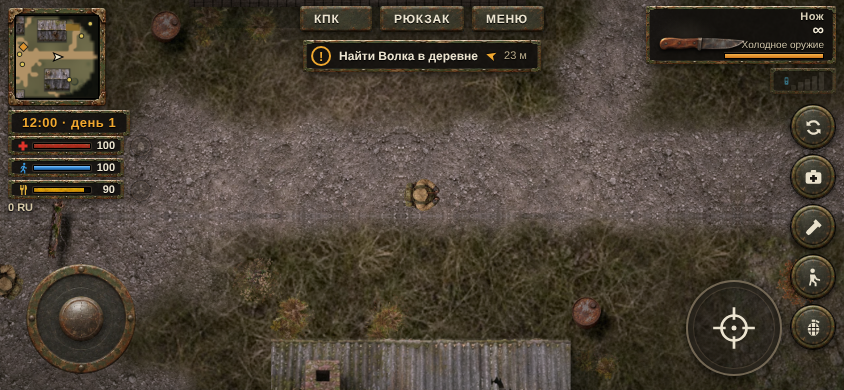 КПК
РЮКЗАК
МЕНЮ
Найти Волка в деревне
23 м
Нож
∞
Холодное оружие
12:00 · день 1
100
100
90
0 RU